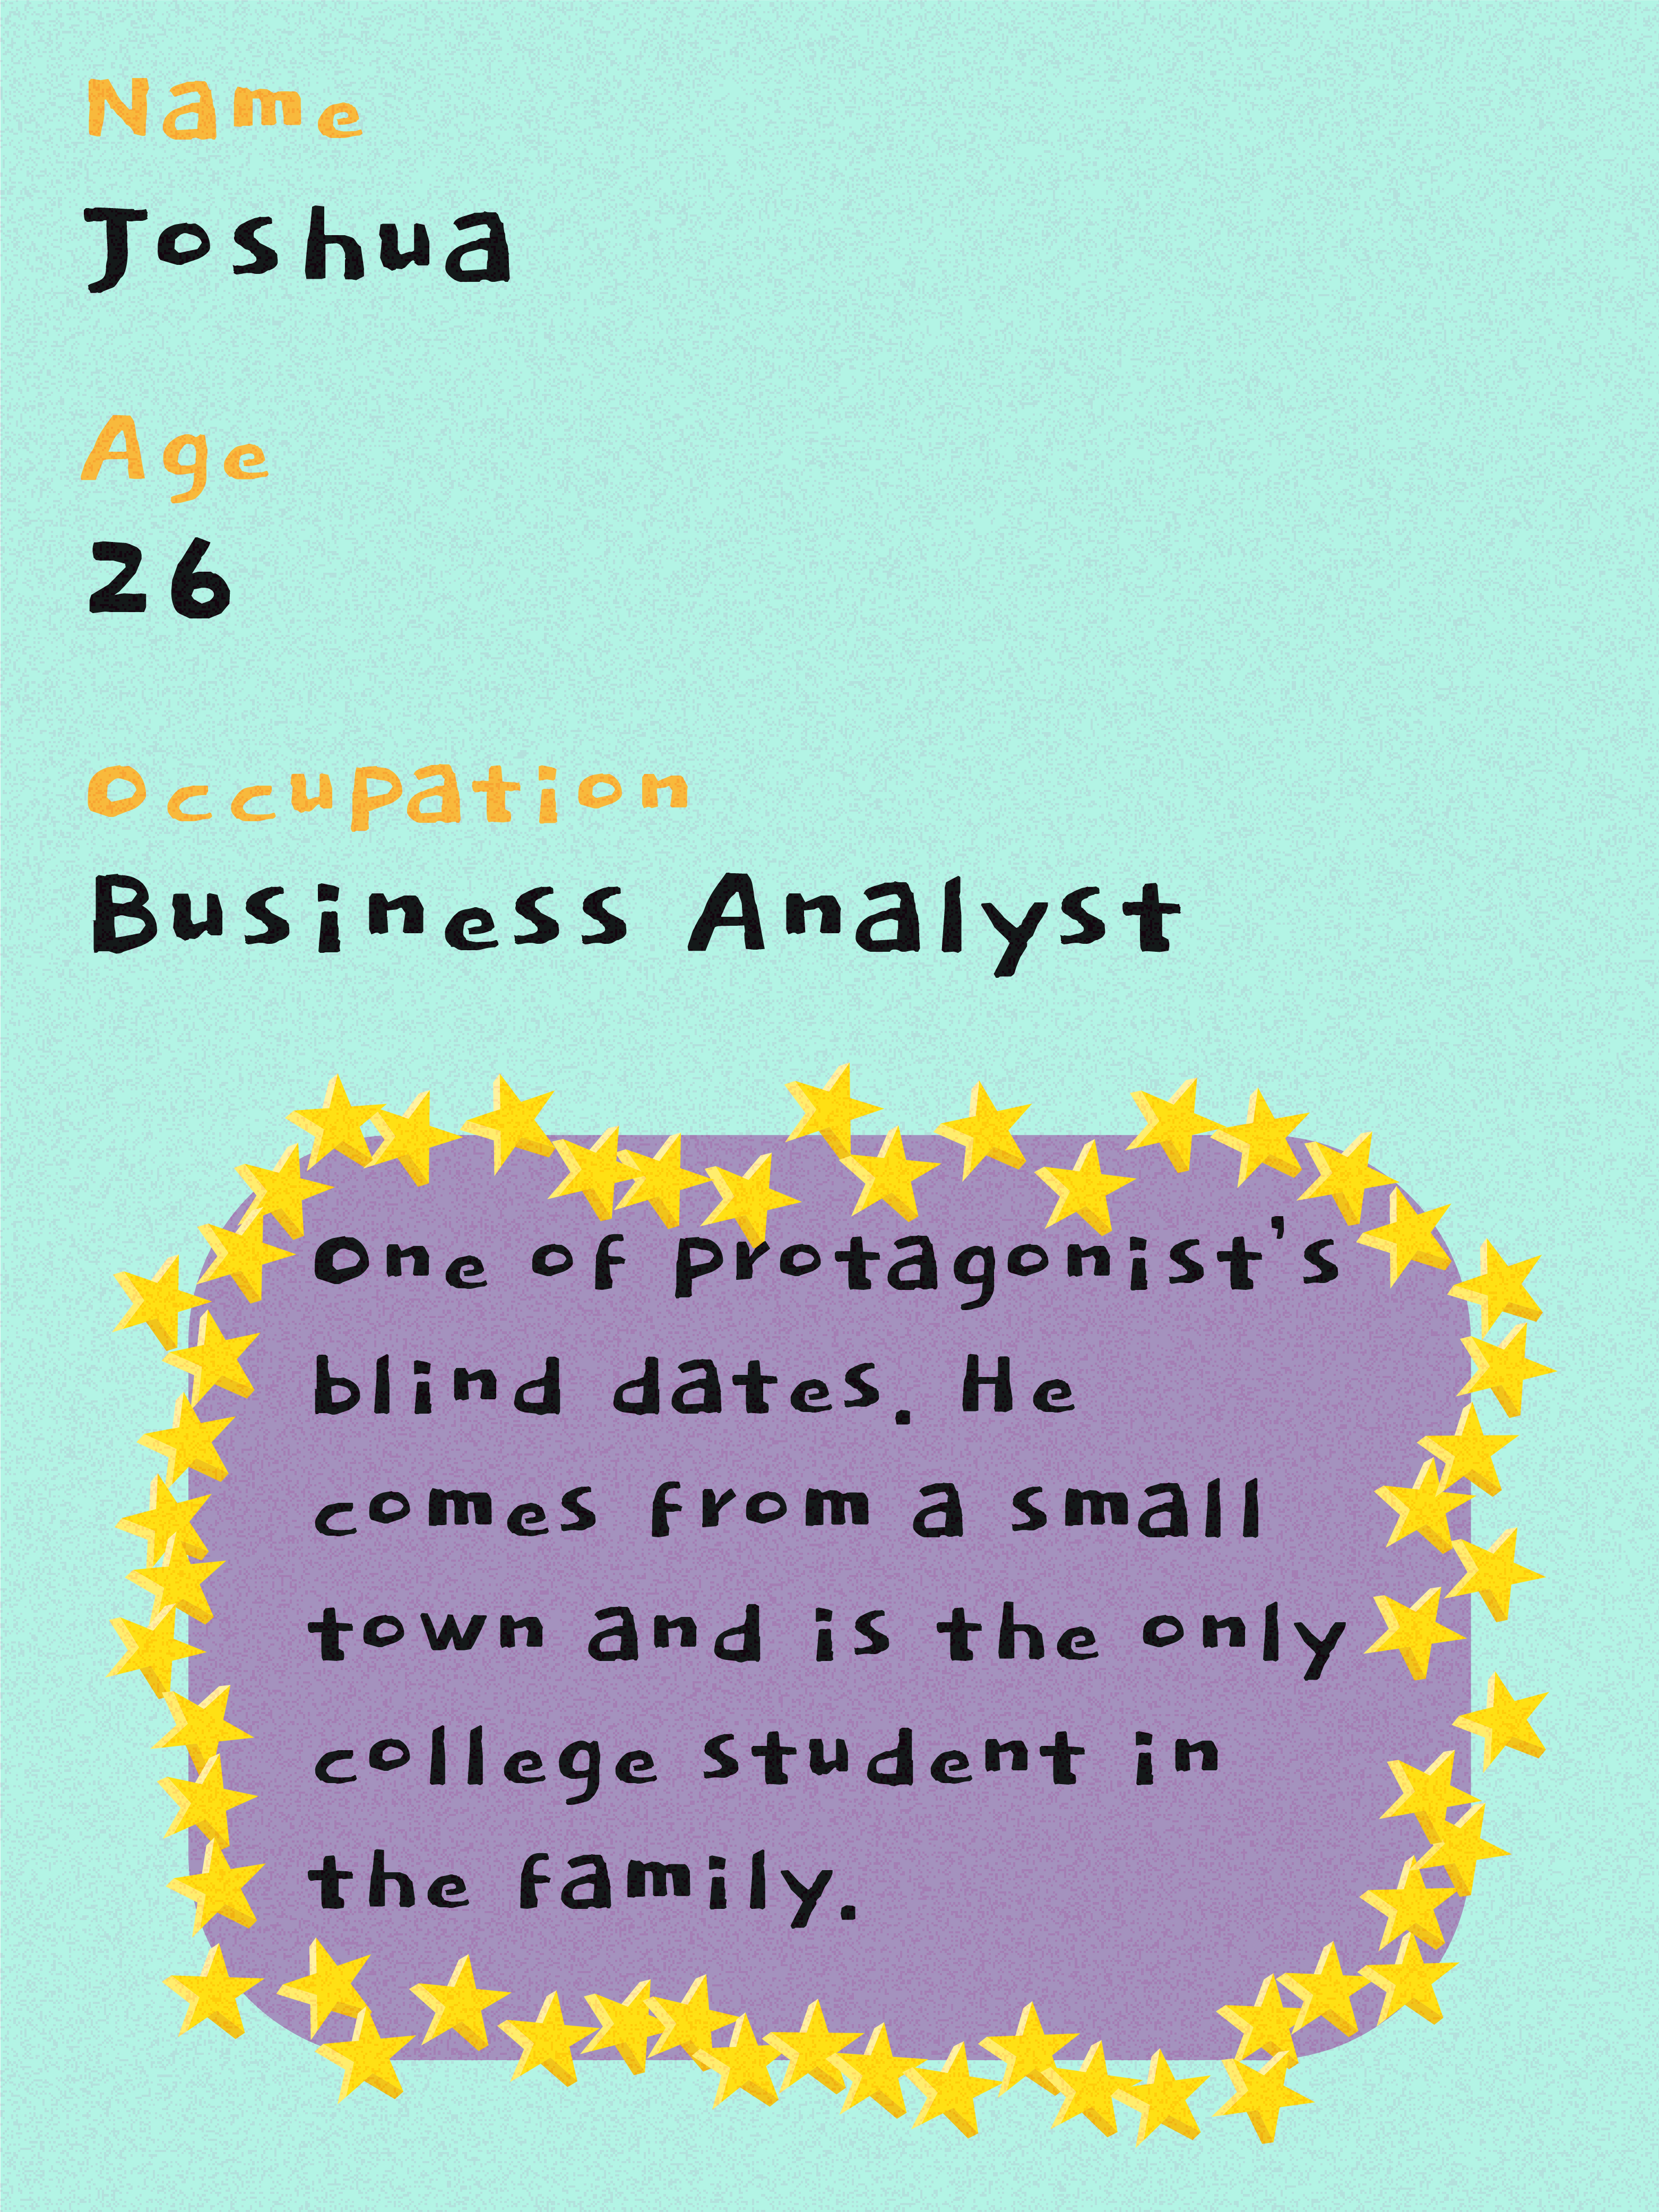 Name
Joshua
Age
26
Occupation
Business Analyst
One of protagonist's
blind dates. He
comes from a small
town and is the only
college student in
the family.